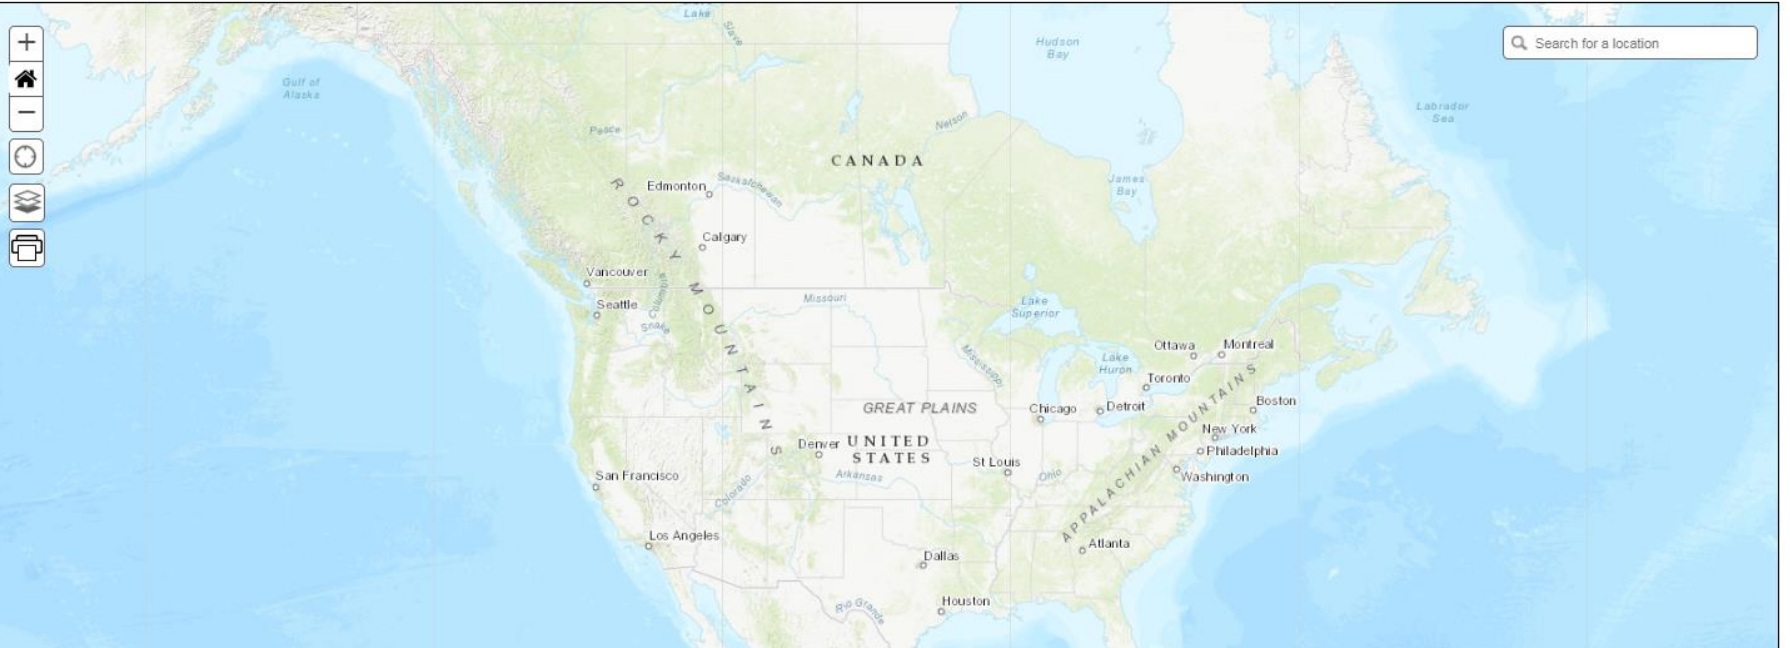 Lake
Slave
Search for a location
Hudson
Bay
Gulf of
Alaska
Labrador
Sea
Peace
Nelson
CANADA
Edmonton
Saskatchewan
James
Bay
ROCKY MOUNTAINS
Calgary
Vancouver
Columbia
Seattle
Snake
Missouri
Lake
Superior
Mississippi
Ottawa
Montreal
Lake
Huron
Toronto
APPALACHIAN MOUNTAINS
GREAT PLAINS
Chicago
Detroit
Boston
New York
Denver
UNITED
STATES
Philadelphia
St Louis
Ohio
Washington
San Francisco
Colorado
Arkansas
Los Angeles
Atlanta
Dallas
Houston
Rio Grande